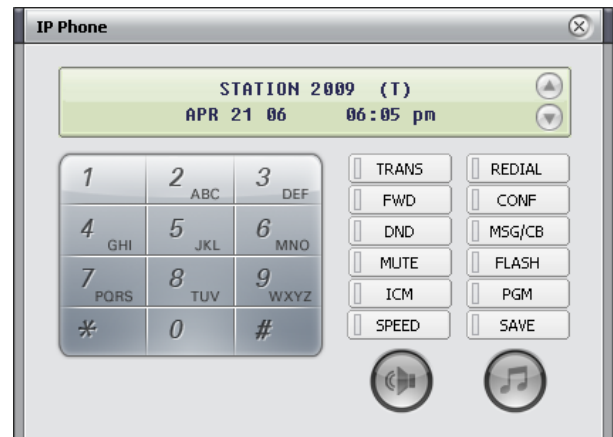 IP Phone
STATION 2009 (T)
APR 21 06 06:05 pm
1 2 ABC 3 DEF
4 GHI 5 JKL 6 MNO
7 PQRS 8 TUV 9 WXYZ
* 0 #
TRANS REDIAL
FWD CONF
DND MSG/CB
MUTE FLASH
ICM PGM
SPEED SAVE